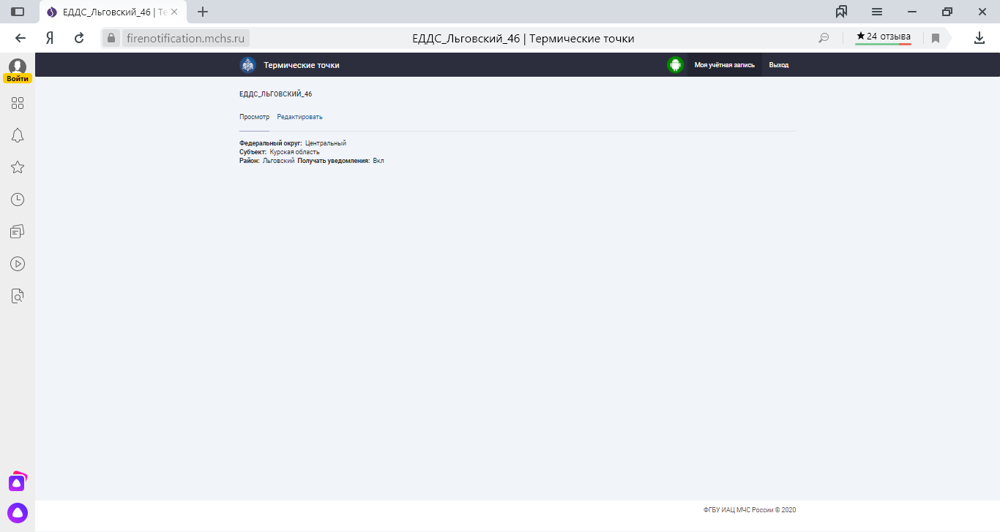 ЕДДС_Льговский_46 | Те
Я
firenotification.mchs.ru
ЕДДС_Льговский_46 | Термические точки
★24 отзыва
Войти
Термические точки
Моя учётная запись
Выход
ЕДДС_ЛЬГОВСКИЙ_46
Просмотр Редактировать
Федеральный округ: Центральный
Субъект: Курская область
Район: Льговский Получать уведомления: Вкл
ФГБУ ИАЦ МЧС России © 2020